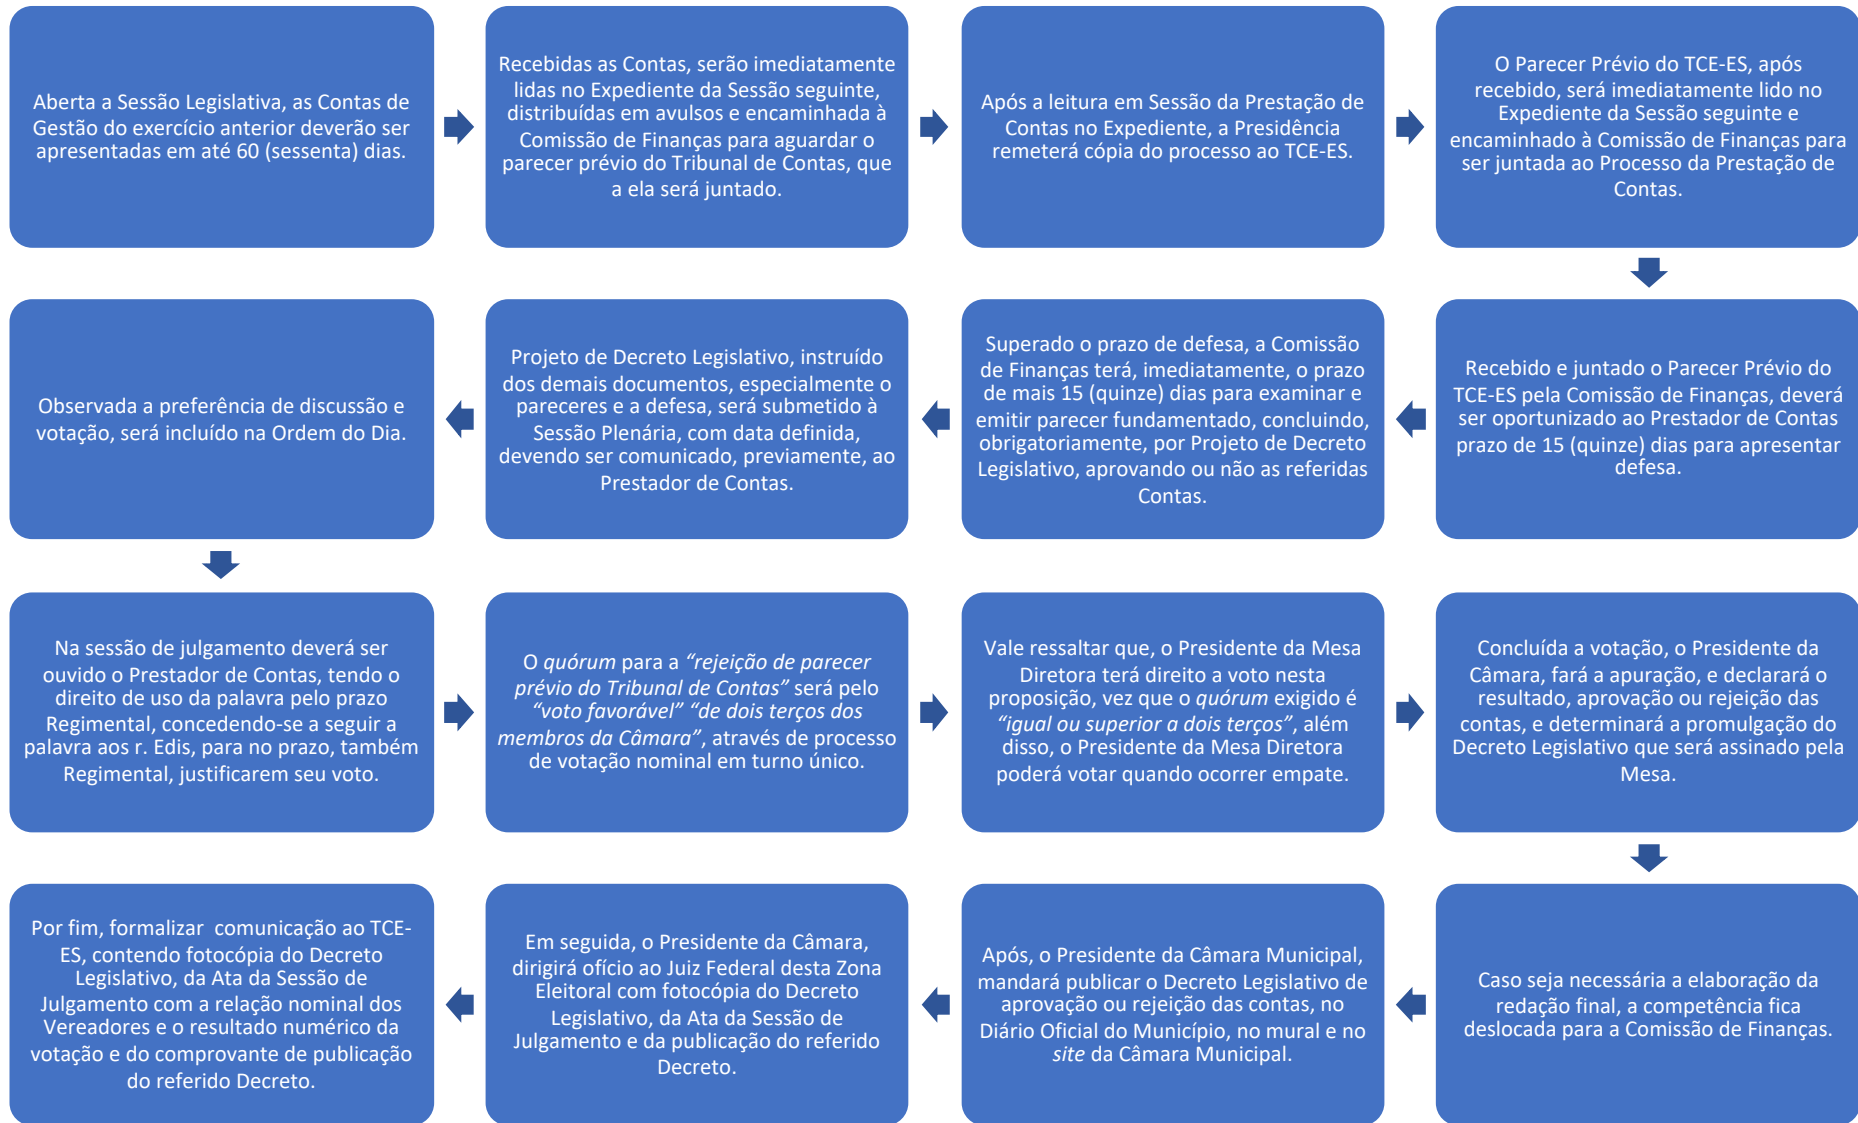 Aberta a Sessão Legislativa, as Contas de
Gestão do exercício anterior deverão ser
apresentadas em até 60 (sessenta) dias.
Recebidas as Contas, serão imediatamente
lidas no Expediente da Sessão seguinte,
distribuídas em avulsos e encaminhada à
Comissão de Finanças para aguardar o
parecer prévio do Tribunal de Contas, que
a ela será juntado.
Após a leitura em Sessão da Prestação de
Contas no Expediente, a Presidência
remeterá cópia do processo ao TCE-ES.
O Parecer Prévio do TCE-ES, após
recebido, será imediatamente lido no
Expediente da Sessão seguinte e
encaminhado à Comissão de Finanças para
ser juntada ao Processo da Prestação de
Contas.
Recebido e juntado o Parecer Prévio do
TCE-ES pela Comissão de Finanças, deverá
ser oportunizado ao Prestador de Contas
prazo de 15 (quinze) dias para apresentar
defesa.
Superado o prazo de defesa, a Comissão
de Finanças terá, imediatamente, o prazo
de mais 15 (quinze) dias para examinar e
emitir parecer fundamentado, concluindo,
obrigatoriamente, por Projeto de Decreto
Legislativo, aprovando ou não as referidas
Contas.
Projeto de Decreto Legislativo, instruído
dos demais documentos, especialmente o
pareceres e a defesa, será submetido à
Sessão Plenária, com data definida,
devendo ser comunicado, previamente, ao
Prestador de Contas.
Observada a preferência de discussão e
votação, será incluído na Ordem do Dia.
Na sessão de julgamento deverá ser
ouvido o Prestador de Contas, tendo o
direito de uso da palavra pelo prazo
Regimental, concedendo-se a seguir a
palavra aos r. Edis, para no prazo, também
Regimental, justificarem seu voto.
O quórum para a “rejeição de parecer
prévio do Tribunal de Contas” será pelo
“voto favorável” “de dois terços dos
membros da Câmara”, através de processo
de votação nominal em turno único.
Vale ressaltar que, o Presidente da Mesa
Diretora terá direito a voto nesta
proposição, vez que o quórum exigido é
“igual ou superior a dois terços”, além
disso, o Presidente da Mesa Diretora
poderá votar quando ocorrer empate.
Concluída a votação, o Presidente da
Câmara, fará a apuração, e declarará o
resultado, aprovação ou rejeição das
contas, e determinará a promulgação do
Decreto Legislativo que será assinado pela
Mesa.
Caso seja necessária a elaboração da
redação final, a competência fica
deslocada para a Comissão de Finanças.
Após, o Presidente da Câmara Municipal,
mandará publicar o Decreto Legislativo de
aprovação ou rejeição das contas, no
Diário Oficial do Município, no mural e no
site da Câmara Municipal.
Em seguida, o Presidente da Câmara,
dirigirá ofício ao Juiz Federal desta Zona
Eleitoral com fotocópia do Decreto
Legislativo, da Ata da Sessão de
Julgamento e da publicação do referido
Decreto.
Por fim, formalizar comunicação ao TCE-
ES, contendo fotocópia do Decreto
Legislativo, da Ata da Sessão de
Julgamento com a relação nominal dos
Vereadores e o resultado numérico da
votação e do comprovante de publicação
do referido Decreto.